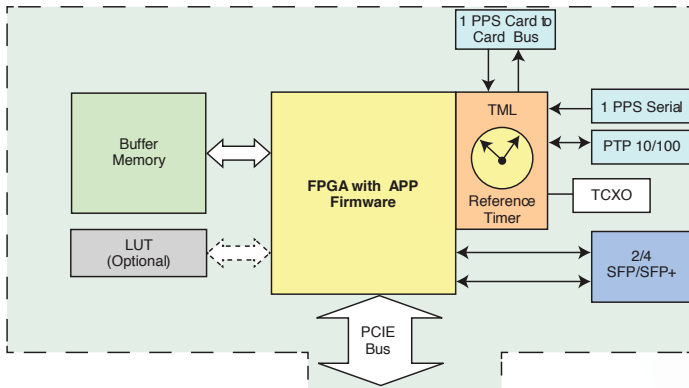 1 PPS Card to
Card Bus
TML
Reference
Timer
1 PPS Serial
PTP 10/100
TCXO
Buffer
Memory
FPGA with APP
Firmware
LUT
(Optional)
2/4
SFP/SFP+
PCIE
Bus